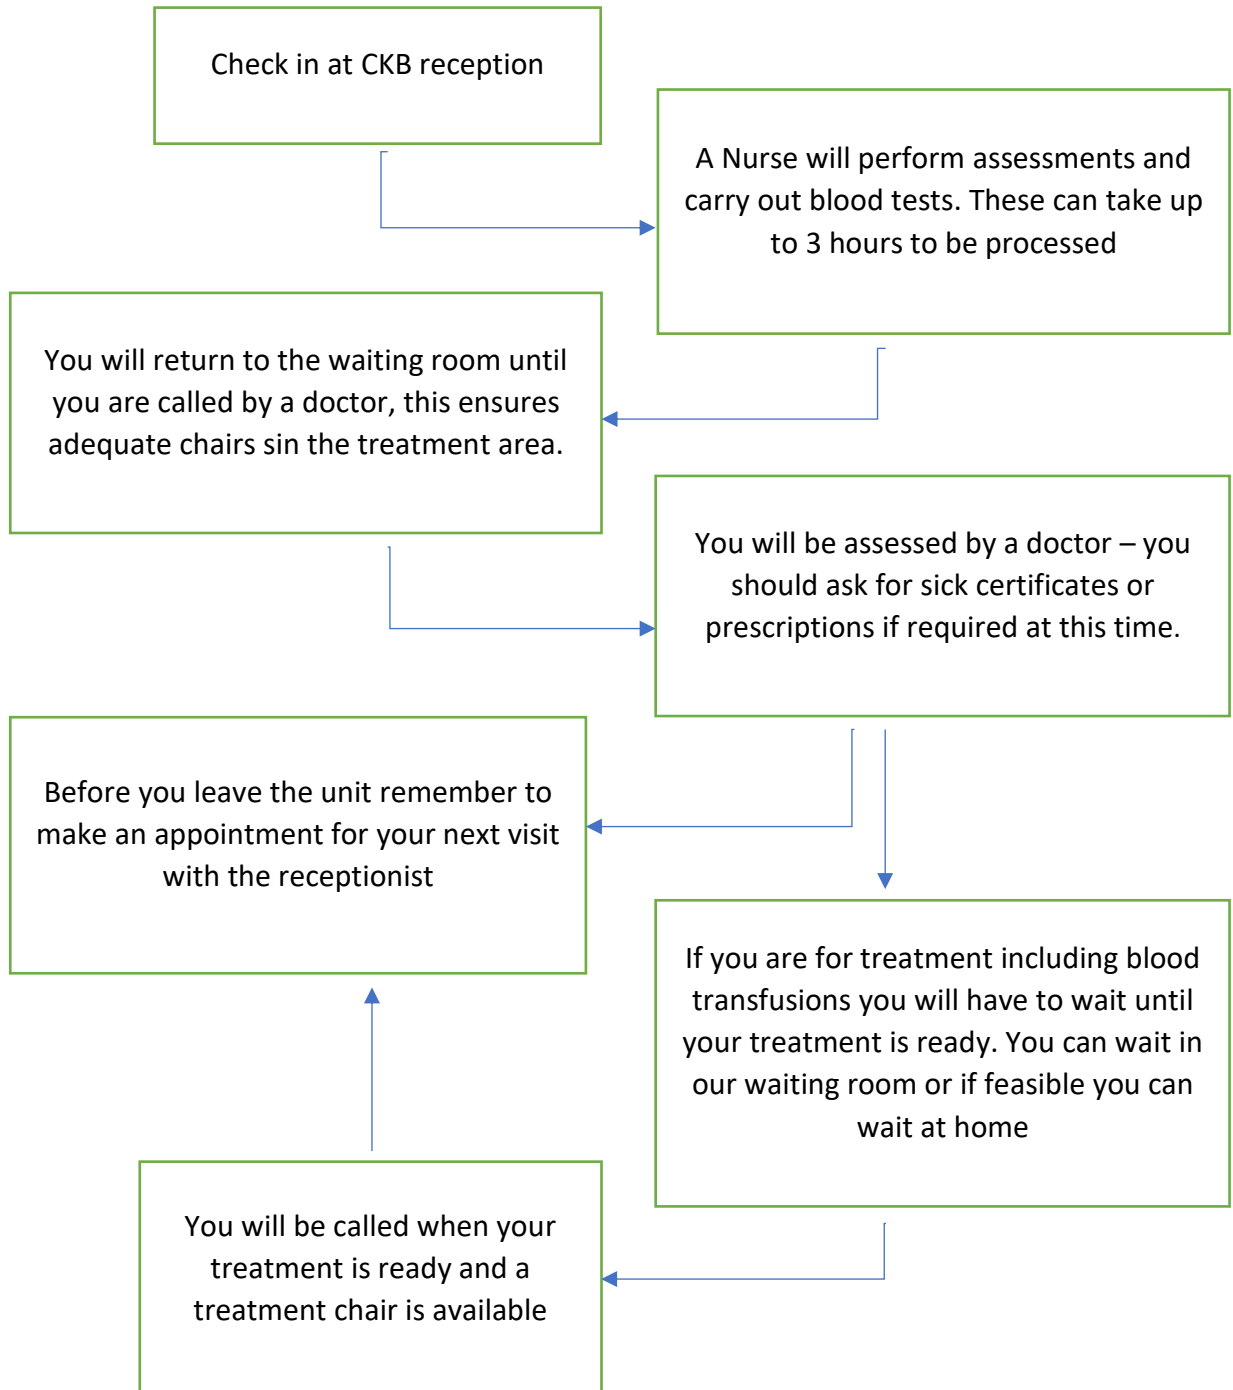 Check in at CKB reception
A Nurse will perform assessments and
carry out blood tests. These can take up
to 3 hours to be processed
You will return to the waiting room until
you are called by a doctor, this ensures
adequate chairs sin the treatment area.
You will be assessed by a doctor – you
should ask for sick certificates or
prescriptions if required at this time.
Before you leave the unit remember to
make an appointment for your next visit
with the receptionist
If you are for treatment including blood
transfusions you will have to wait until
your treatment is ready. You can wait in
our waiting room or if feasible you can
wait at home
You will be called when your
treatment is ready and a
treatment chair is available